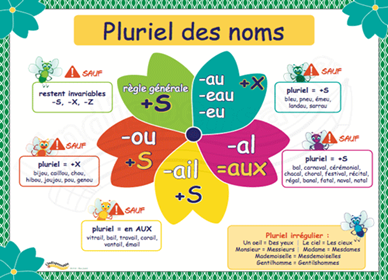 Pluriel des noms
SAUF
restent invariables
-S, -X, -Z
règle générale
+S
-au
-eau
-eu
+X
SAUF
pluriel = +S
bleu, pneu, émeu,
landau, sarrau
SAUF
pluriel = +X
bijou, caillou, chou,
hibou, joujou, pou, genou
-ou
+S
-ail
+S
-al
=aux
SAUF
pluriel = +S
bal, carnaval, cérémonial,
chacal, choral, festival, récital,
régal, banal, fatal, naval, natal
SAUF
pluriel = en AUX
vitrail, bail, travail, corail,
vantail, émail
Pluriel irrégulier :
Un oeil = Des yeux | Le ciel = Les cieux
Monsieur = Messieurs | Madame = Mesdames
Mademoiselle = Mesdemoiselles
Gentilhomme = Gentilshommes